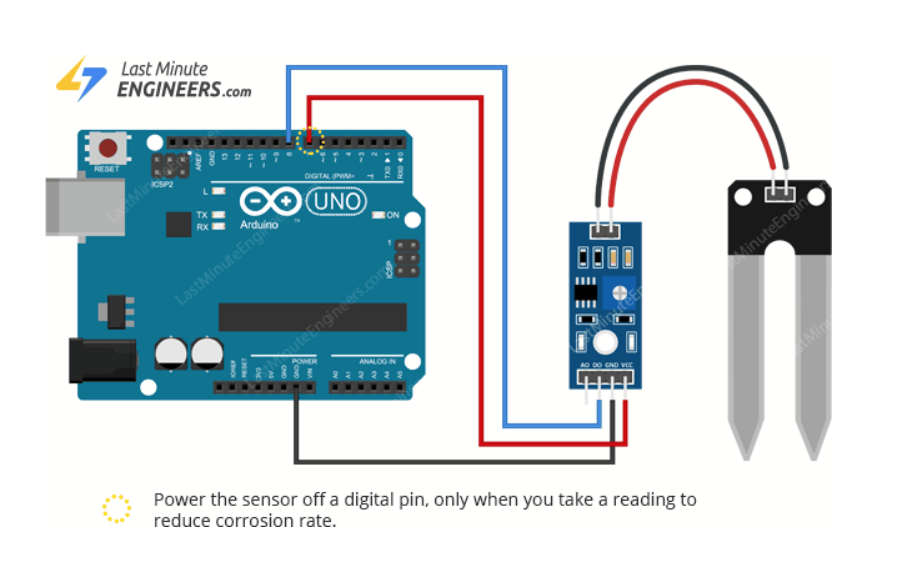 Last Minute
ENGINEERS.com
RESET
ICSP2
AREF
GND
13
12
~11
~10
~9
8
~6
~5
4
~3
2
TX0 1
RX0 0
DIGITAL (PWM= ~)
L
TX
RX
Arduino
™
UNO
ON
1
ICSP
IOREF
RESET
3V3
5V
GND
GND
VIN
POWER
ANALOG IN
A0
A1
A2
A3
A4
A5
AO DO GND VCC
LastMinuteEngineers.com
Power the sensor off a digital pin, only when you take a reading to
reduce corrosion rate.